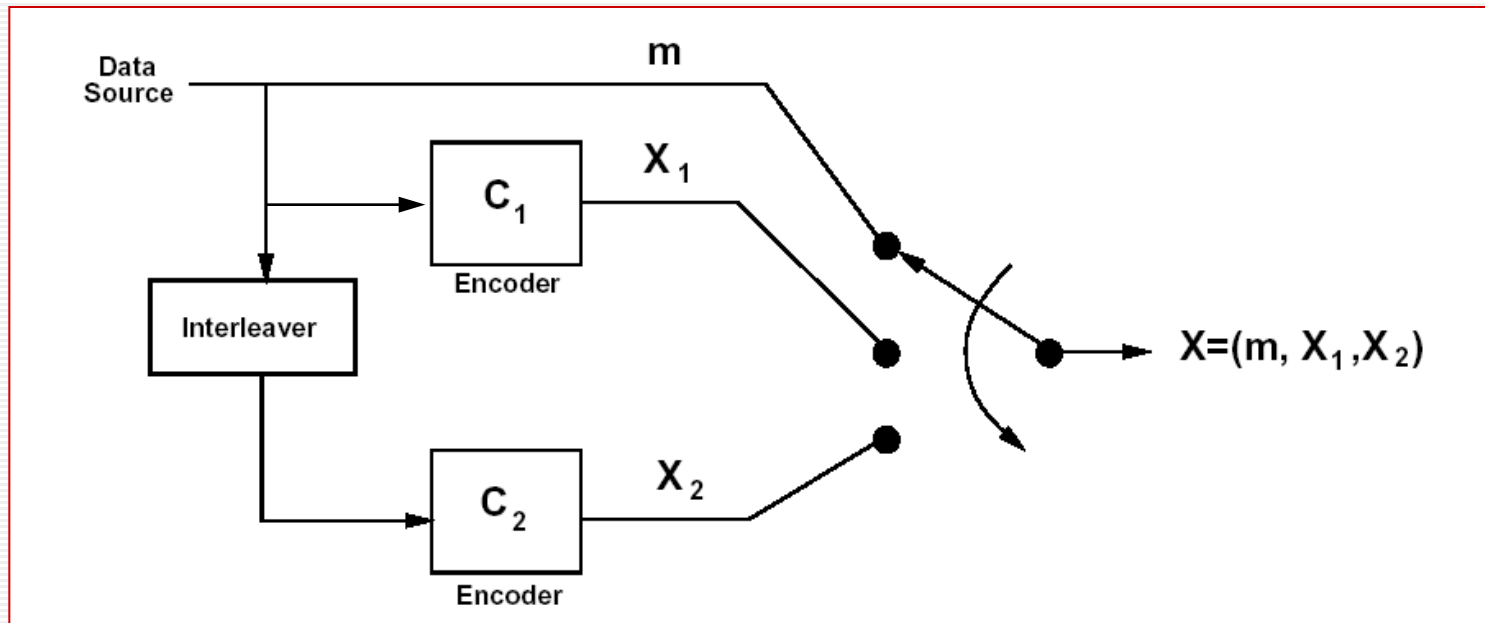 m
Data
Source
X1
C1
Encoder
Interleaver
X=(m, X1,X2)
X2
C2
Encoder